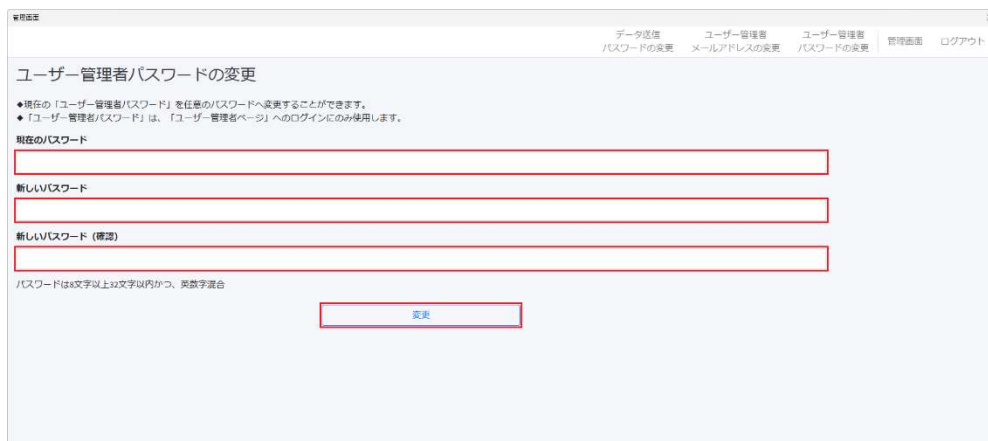 管理画面
データ送信
パスワードの変更
ユーザー管理者
メールアドレスの変更
ユーザー管理者
パスワードの変更
管理画面
ログアウト
ユーザー管理者パスワードの変更
◆現在の「ユーザー管理者パスワード」を任意のパスワードへ変更することができます。
◆「ユーザー管理者パスワード」は、「ユーザー管理者ページ」へのログインにのみ使用します。
現在のパスワード
新しいパスワード
新しいパスワード（確認）
パスワードは8文字以上32文字以内かつ、英数字混合
変更